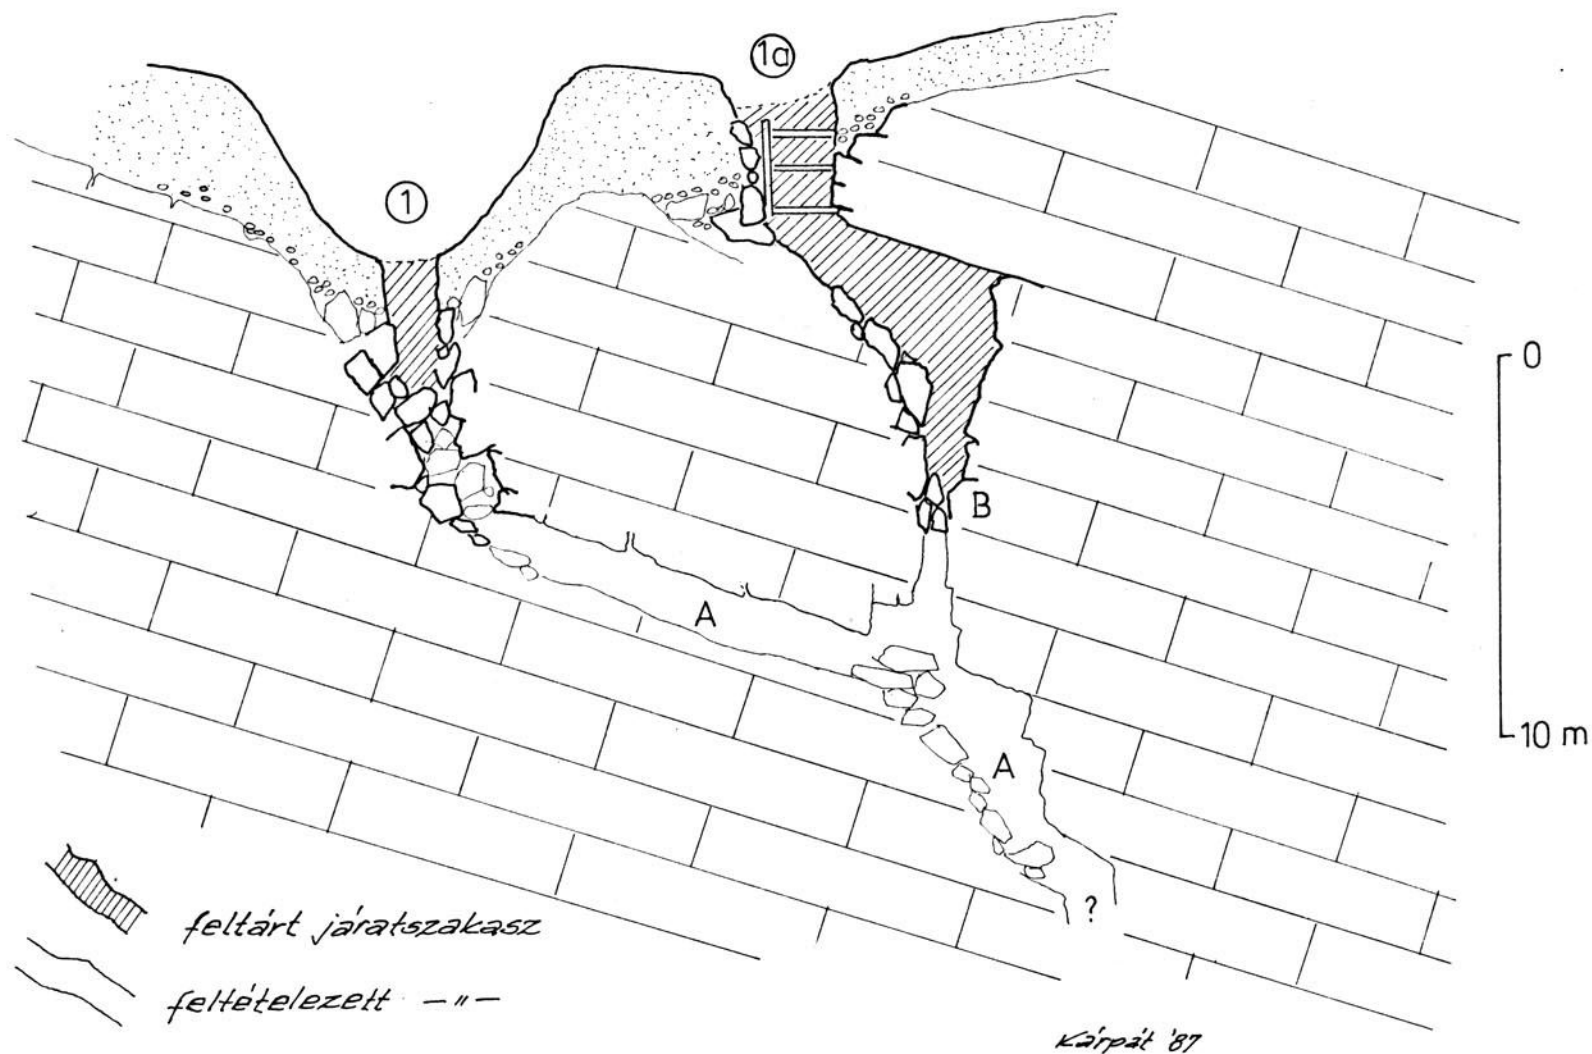 1
1a
0
B
A
10 m
A
?
feltárt járatszakasz
feltételezett —〃—
Kárpát '87